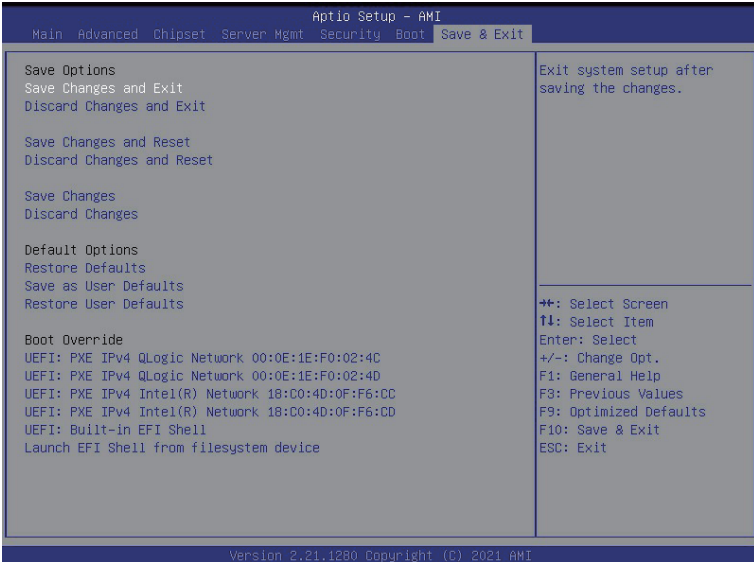 Aptio Setup – AMI
Main Advanced Chipset Server Mgmt Security Boot Save & Exit
Save Options
Save Changes and Exit
Discard Changes and Exit
Save Changes and Reset
Discard Changes and Reset
Save Changes
Discard Changes
Default Options
Restore Defaults
Save as User Defaults
Restore User Defaults
Boot Override
UEFI: PXE IPv4 QLogic Network 00:0E:1E:F0:02:4C
UEFI: PXE IPv4 QLogic Network 00:0E:1E:F0:02:4D
UEFI: PXE IPv4 Intel(R) Network 18:C0:4D:0F:F6:CC
UEFI: PXE IPv4 Intel(R) Network 18:C0:4D:0F:F6:CD
UEFI: Built-in EFI Shell
Launch EFI Shell from filesystem device
Exit system setup after
saving the changes.
→←: Select Screen
↑↓: Select Item
Enter: Select
+/-: Change Opt.
F1: General Help
F3: Previous Values
F9: Optimized Defaults
F10: Save & Exit
ESC: Exit
Version 2.21.1280 Copyright (C) 2021 AMI